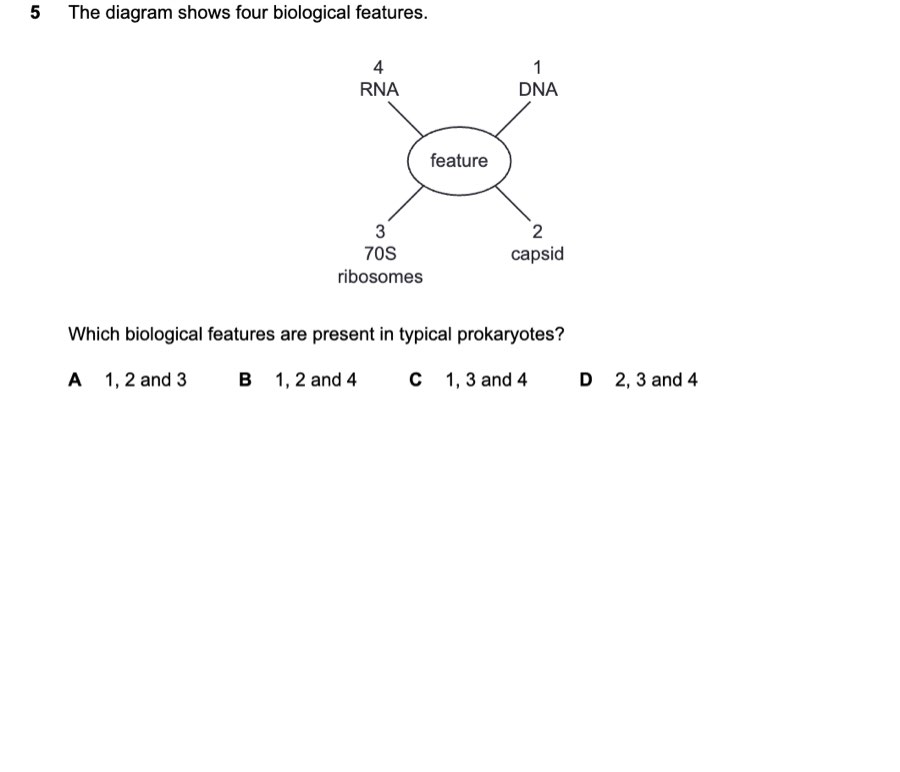 5 The diagram shows four biological features.
4 1
RNA DNA
feature
3 2
70S capsid
ribosomes
Which biological features are present in typical prokaryotes?
A 1, 2 and 3 B 1, 2 and 4 C 1, 3 and 4 D 2, 3 and 4